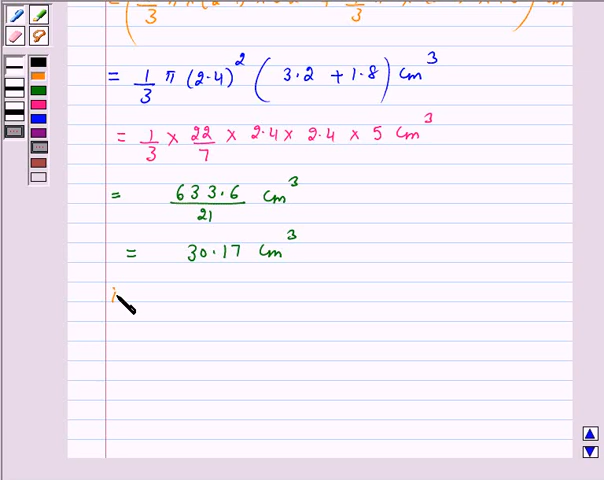 = 1/3 π (2·4)² ( 3·2 + 1·8 ) cm³
= 1/3 × 22/7 × 2·4 × 2·4 × 5 cm³
= 633·6/21 cm³
= 30·17 cm³